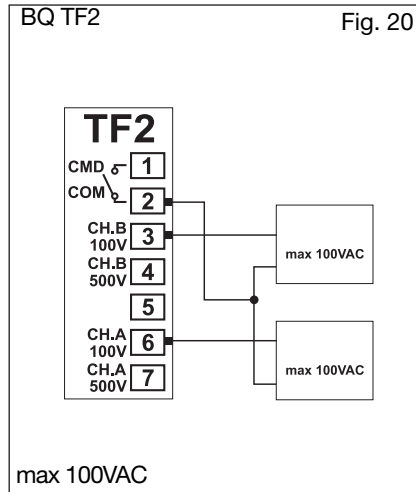 BQ TF2 Fig. 20
TF2
CMD 1
COM 2
CH.B
100V 3
CH.B
500V 4
5
CH.A
100V 6
CH.A
500V 7
max 100VAC
max 100VAC
max 100VAC